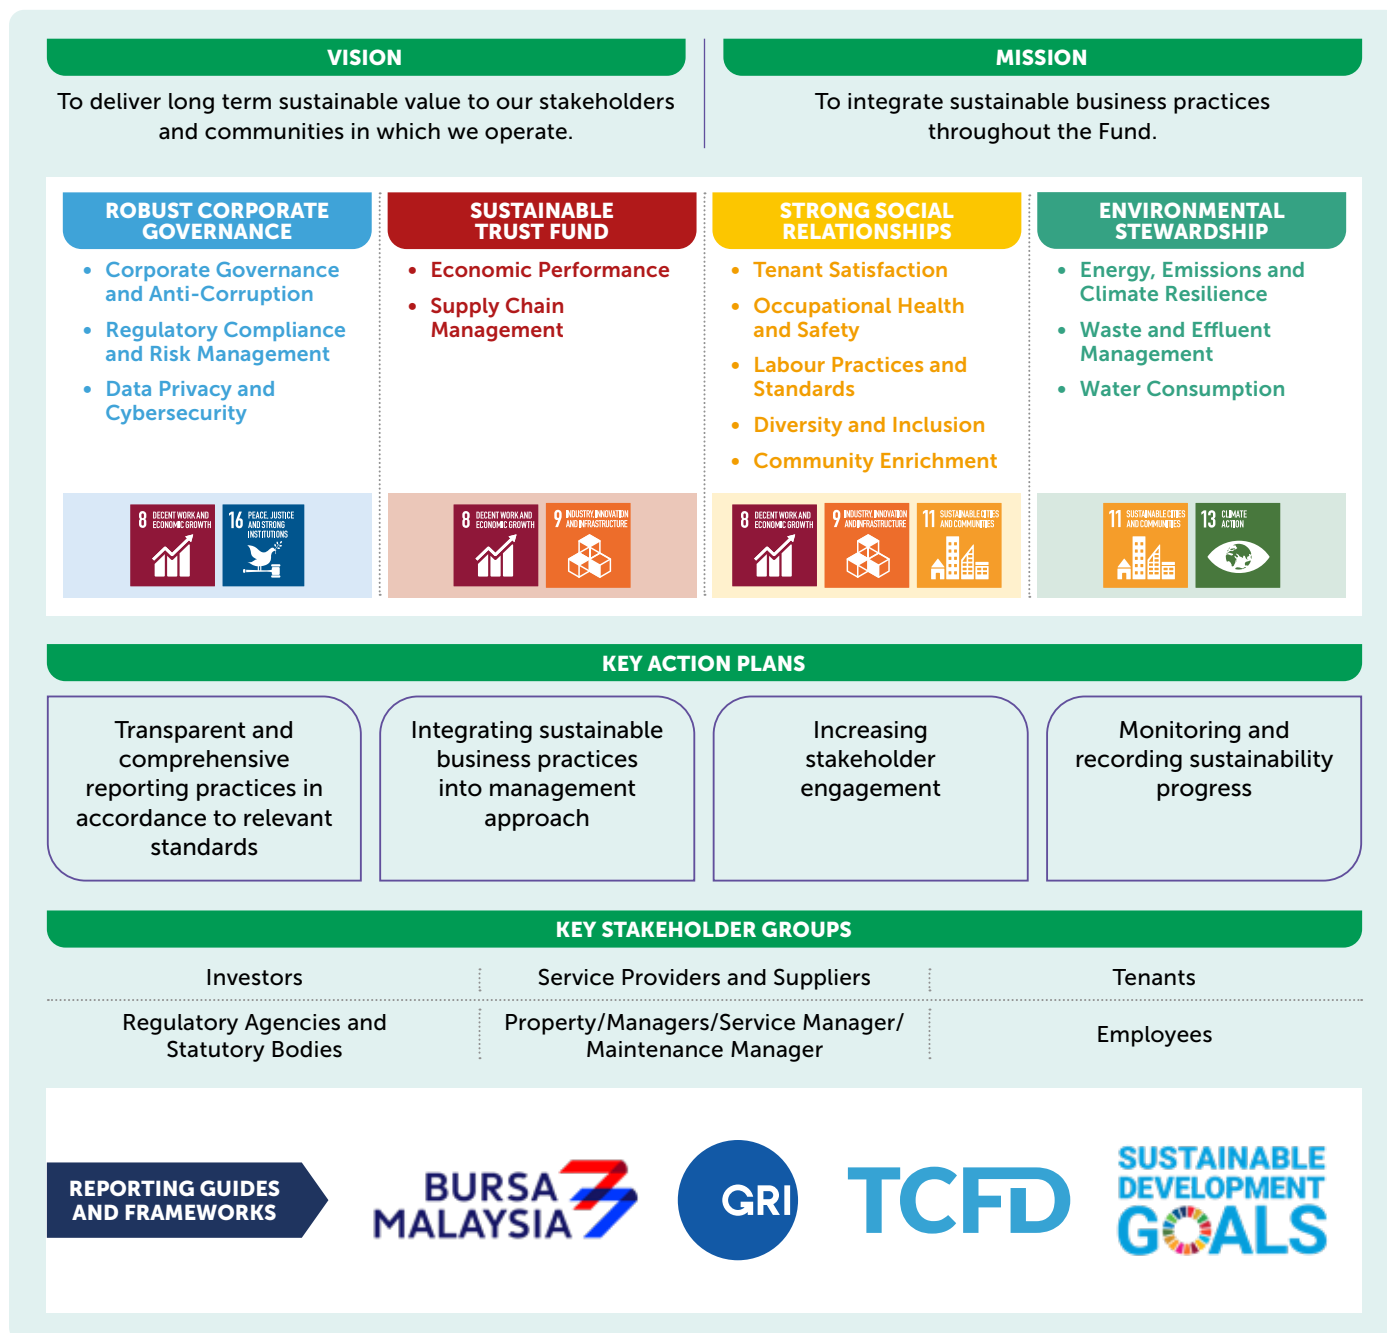 VISION
To deliver long term sustainable value to our stakeholders
and communities in which we operate.
MISSION
To integrate sustainable business practices
throughout the Fund.
ROBUST CORPORATE
GOVERNANCE
• Corporate Governance
and Anti-Corruption
• Regulatory Compliance
and Risk Management
• Data Privacy and
Cybersecurity
8 DECENT WORK AND
ECONOMIC GROWTH
16 PEACE, JUSTICE
AND STRONG
INSTITUTIONS
SUSTAINABLE
TRUST FUND
• Economic Performance
• Supply Chain
Management
8 DECENT WORK AND
ECONOMIC GROWTH
9 INDUSTRY, INNOVATION
AND INFRASTRUCTURE
STRONG SOCIAL
RELATIONSHIPS
• Tenant Satisfaction
• Occupational Health
and Safety
• Labour Practices and
Standards
• Diversity and Inclusion
• Community Enrichment
8 DECENT WORK AND
ECONOMIC GROWTH
9 INDUSTRY, INNOVATION
AND INFRASTRUCTURE
11 SUSTAINABLE CITIES
AND COMMUNITIES
ENVIRONMENTAL
STEWARDSHIP
• Energy, Emissions and
Climate Resilience
• Waste and Effluent
Management
• Water Consumption
11 SUSTAINABLE CITIES
AND COMMUNITIES
13 CLIMATE
ACTION
KEY ACTION PLANS
Transparent and
comprehensive
reporting practices in
accordance to relevant
standards
Integrating sustainable
business practices
into management
approach
Increasing
stakeholder
engagement
Monitoring and
recording sustainability
progress
KEY STAKEHOLDER GROUPS
Investors
Service Providers and Suppliers
Tenants
Regulatory Agencies and
Statutory Bodies
Property/Managers/Service Manager/
Maintenance Manager
Employees
REPORTING GUIDES
AND FRAMEWORKS
BURSA
MALAYSIA
GRI
TCFD
SUSTAINABLE
DEVELOPMENT
GOALS